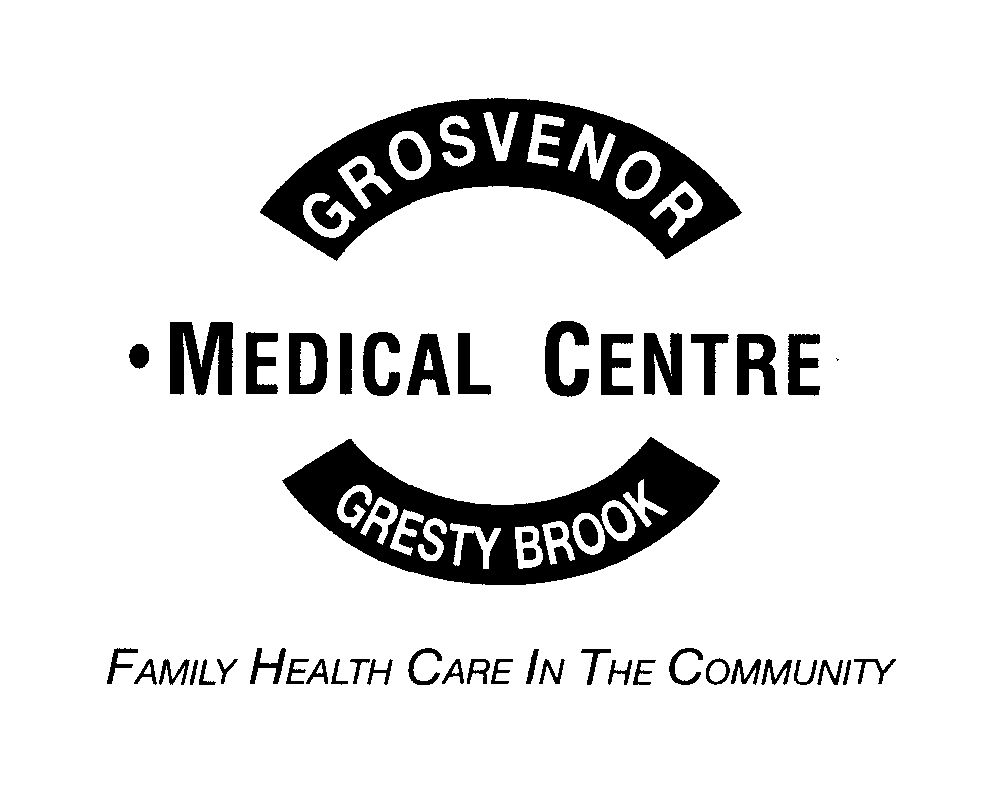 GROSVENOR
• MEDICAL CENTRE
GRESTY BROOK
FAMILY HEALTH CARE IN THE COMMUNITY